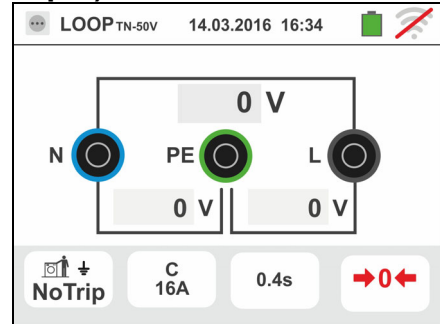 LOOP TN-50V 14.03.2016 16:34
0 V
N PE L
0 V 0 V
NoTrip C 16A 0.4s →0←